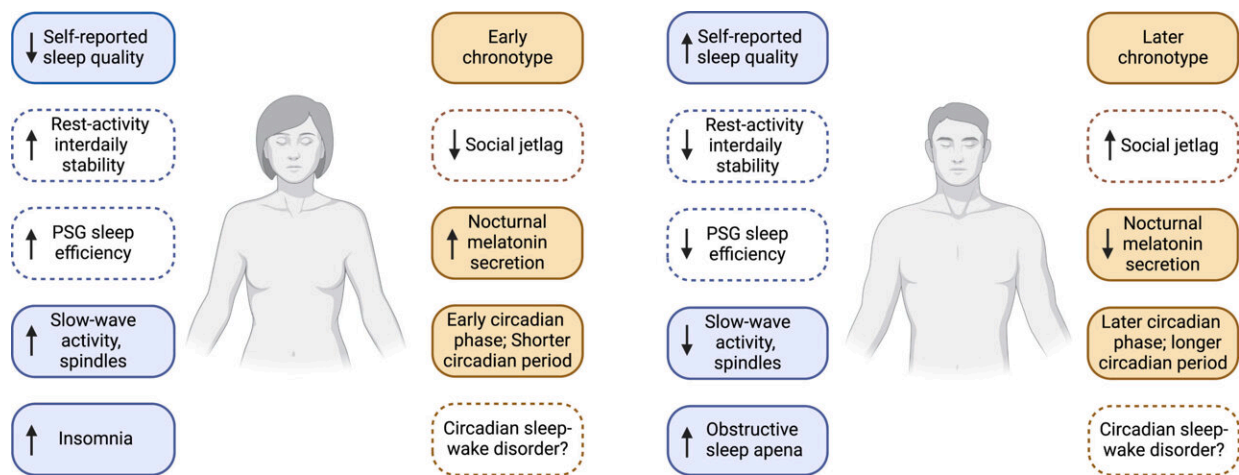 ↓ Self-reported
sleep quality
↑ Rest-activity
interdaily
stability
↑ PSG sleep
efficiency
↑ Slow-wave
activity,
spindles
↑ Insomnia
Early
chronotype
↓ Social jetlag
↑ Nocturnal
melatonin
secretion
Early circadian
phase; Shorter
circadian period
Circadian sleep-
wake disorder?
↑ Self-reported
sleep quality
↓ Rest-activity
interdaily
stability
↓ PSG sleep
efficiency
↓ Slow-wave
activity,
spindles
↑ Obstructive
sleep apena
Later
chronotype
↑ Social jetlag
↓ Nocturnal
melatonin
secretion
Later circadian
phase; longer
circadian period
Circadian sleep-
wake disorder?